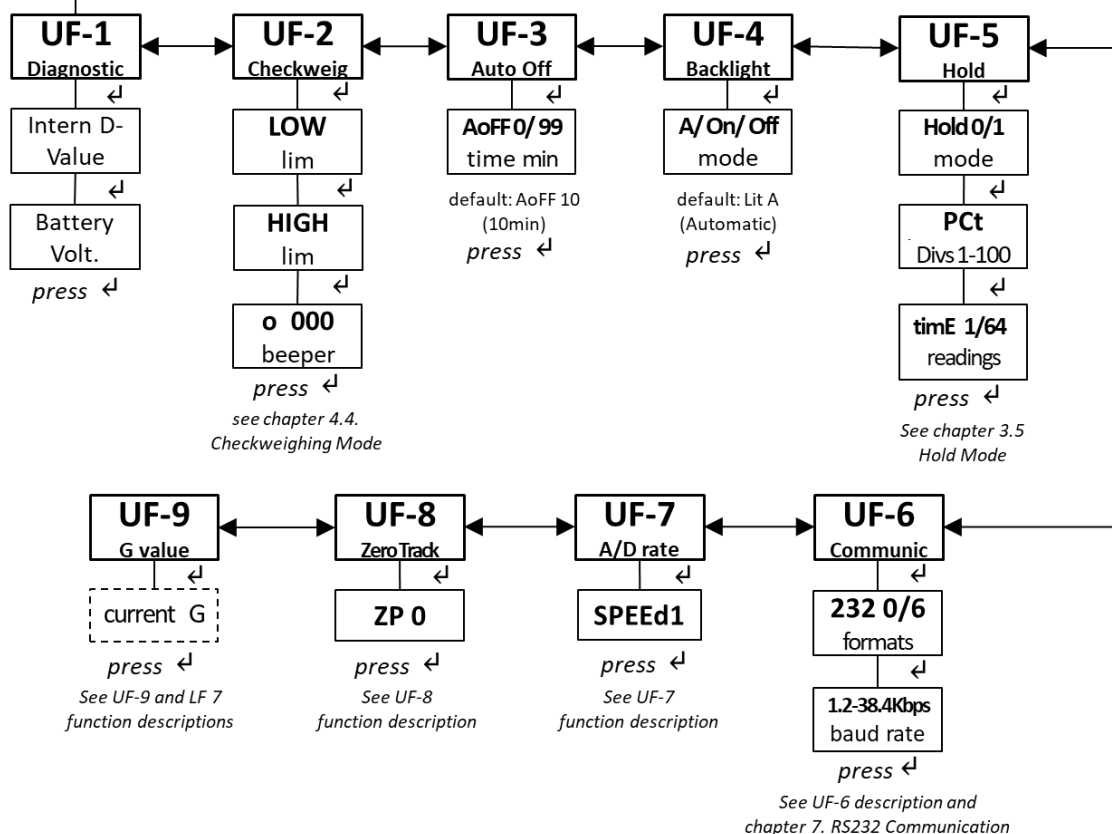 UF-1
Diagnostic
↵
Intern D-
Value
↵
Battery
Volt.
press ↵
UF-2
Checkweig
↵
LOW
lim
↵
HIGH
lim
↵
o 000
beeper
press ↵
see chapter 4.4.
Checkweighing Mode
UF-3
Auto Off
↵
AoFF 0/ 99
time min
default: AoFF 10
(10min)
press ↵
UF-4
Backlight
↵
A/ On/ Off
mode
default: Lit A
(Automatic)
press ↵
UF-5
Hold
↵
Hold 0/1
mode
↵
PCt
Divs 1-100
↵
timE 1/64
readings
press ↵
See chapter 3.5
Hold Mode
UF-9
G value
↵
current G
press ↵
See UF-9 and LF 7
function descriptions
UF-8
Zero Track
↵
ZP 0
press ↵
See UF-8
function description
UF-7
A/D rate
↵
SPEEd1
press ↵
See UF-7
function description
UF-6
Communic
↵
232 0/6
formats
↵
1.2-38.4Kbps
baud rate
press ↵
See UF-6 description and
chapter 7. RS232 Communication